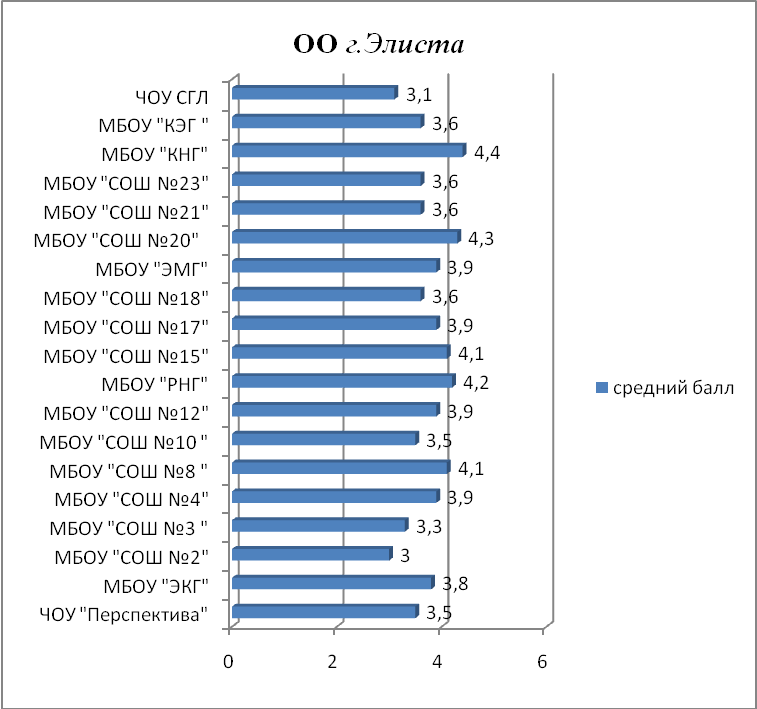 ОО г.Элиста
ЧОУ СГЛ 3,1
МБОУ "КЭГ " 3,6
МБОУ "КНГ" 4,4
МБОУ "СОШ №23" 3,6
МБОУ "СОШ №21" 3,6
МБОУ "СОШ №20" 4,3
МБОУ "ЭМГ" 3,9
МБОУ "СОШ №18" 3,6
МБОУ "СОШ №17" 3,9
МБОУ "СОШ №15" 4,1
МБОУ "РНГ" 4,2
МБОУ "СОШ №12" 3,9
МБОУ "СОШ №10 " 3,5
МБОУ "СОШ №8 " 4,1
МБОУ "СОШ №4" 3,9
МБОУ "СОШ №3 " 3,3
МБОУ "СОШ №2" 3
МБОУ "ЭКГ" 3,8
ЧОУ "Перспектива" 3,5
0 2 4 6
средний балл